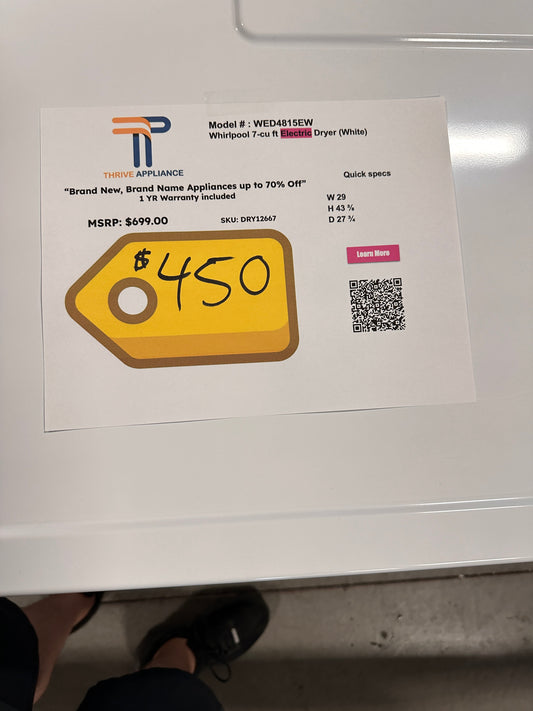 Model # : WED4815EW
Whirlpool 7-cu ft Electric Dryer (White)
THRIVE APPLIANCE
"Brand New, Brand Name Appliances up to 70% Off"
1 YR Warranty included
Quick specs
W 29
H 43 ⅜
D 27 ¾
MSRP: $699.00
SKU: DRY12667
$450
Learn More